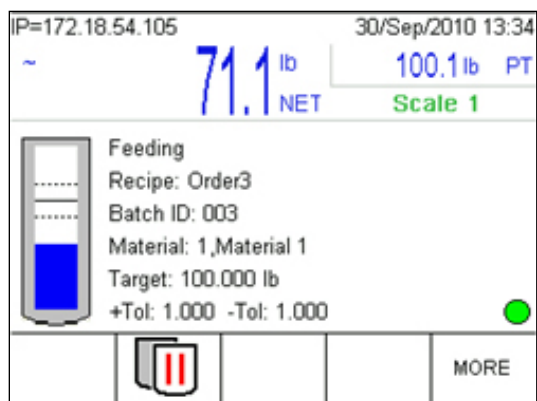 IP=172.18.54.105 30/Sep/2010 13:34
~ 71.1 lb NET 100.1 lb PT
Scale 1
Feeding
Recipe: Order3
Batch ID: 003
Material: 1,Material 1
Target: 100.000 lb
+Tol: 1.000 -Tol: 1.000
MORE